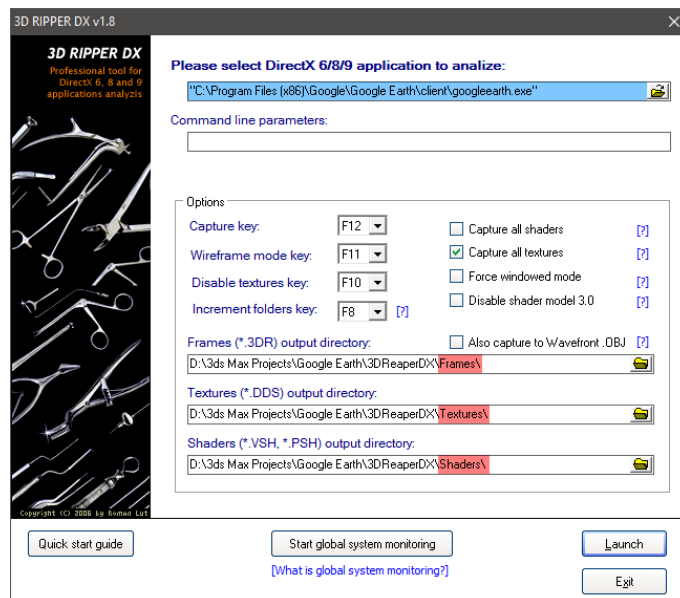 3D RIPPER DX v1.8
3D RIPPER DX
Professional tool for
DirectX 6, 8 and 9
applications analyzis
Please select DirectX 6/8/9 application to analize:
"C:\Program Files (x86)\Google\Google Earth\client\googleearth.exe"
Command line parameters:
Options
Capture key: F12
Capture all shaders [?]
Wireframe mode key: F11
Capture all textures [?]
Disable textures key: F10
Force windowed mode [?]
Increment folders key: F8 [?]
Disable shader model 3.0 [?]
Frames (*.3DR) output directory:
Also capture to Wavefront .OBJ [?]
D:\3ds Max Projects\Google Earth\3DReaperDX\Frames\
Textures (*.DDS) output directory:
D:\3ds Max Projects\Google Earth\3DReaperDX\Textures\
Shaders (*.VSH, *.PSH) output directory:
D:\3ds Max Projects\Google Earth\3DReaperDX\Shaders\
Copyright (C) 2006 by Roman Lut
Quick start guide
Start global system monitoring
Launch
[What is global system monitoring?]
Exit